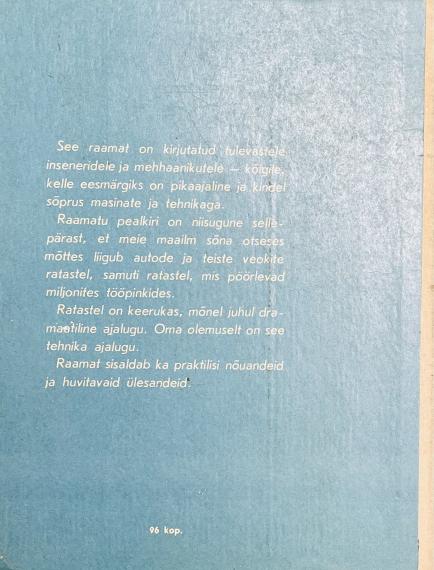 See raamat on kirjutatud tulevastele
inseneridele ja mehhaanikutele — kõigile,
kelle eesmärgiks on pikaajaline ja kindel
sõprus masinate ja tehnikaga.
Raamatu pealkiri on niisugune selle-
pärast, et meie maailm sõna otseses
mõttes liigub autode ja teiste veokite
ratastel, samuti ratastel, mis pöörlevad
miljonites tööpinkides.
Ratastel on keerukas, mõnel juhul dra-
maatiline ajalugu. Oma olemuselt on see
tehnika ajalugu.
Raamat sisaldab ka praktilisi nõuandeid
ja huvitavaid ülesandeid.
96 kop.